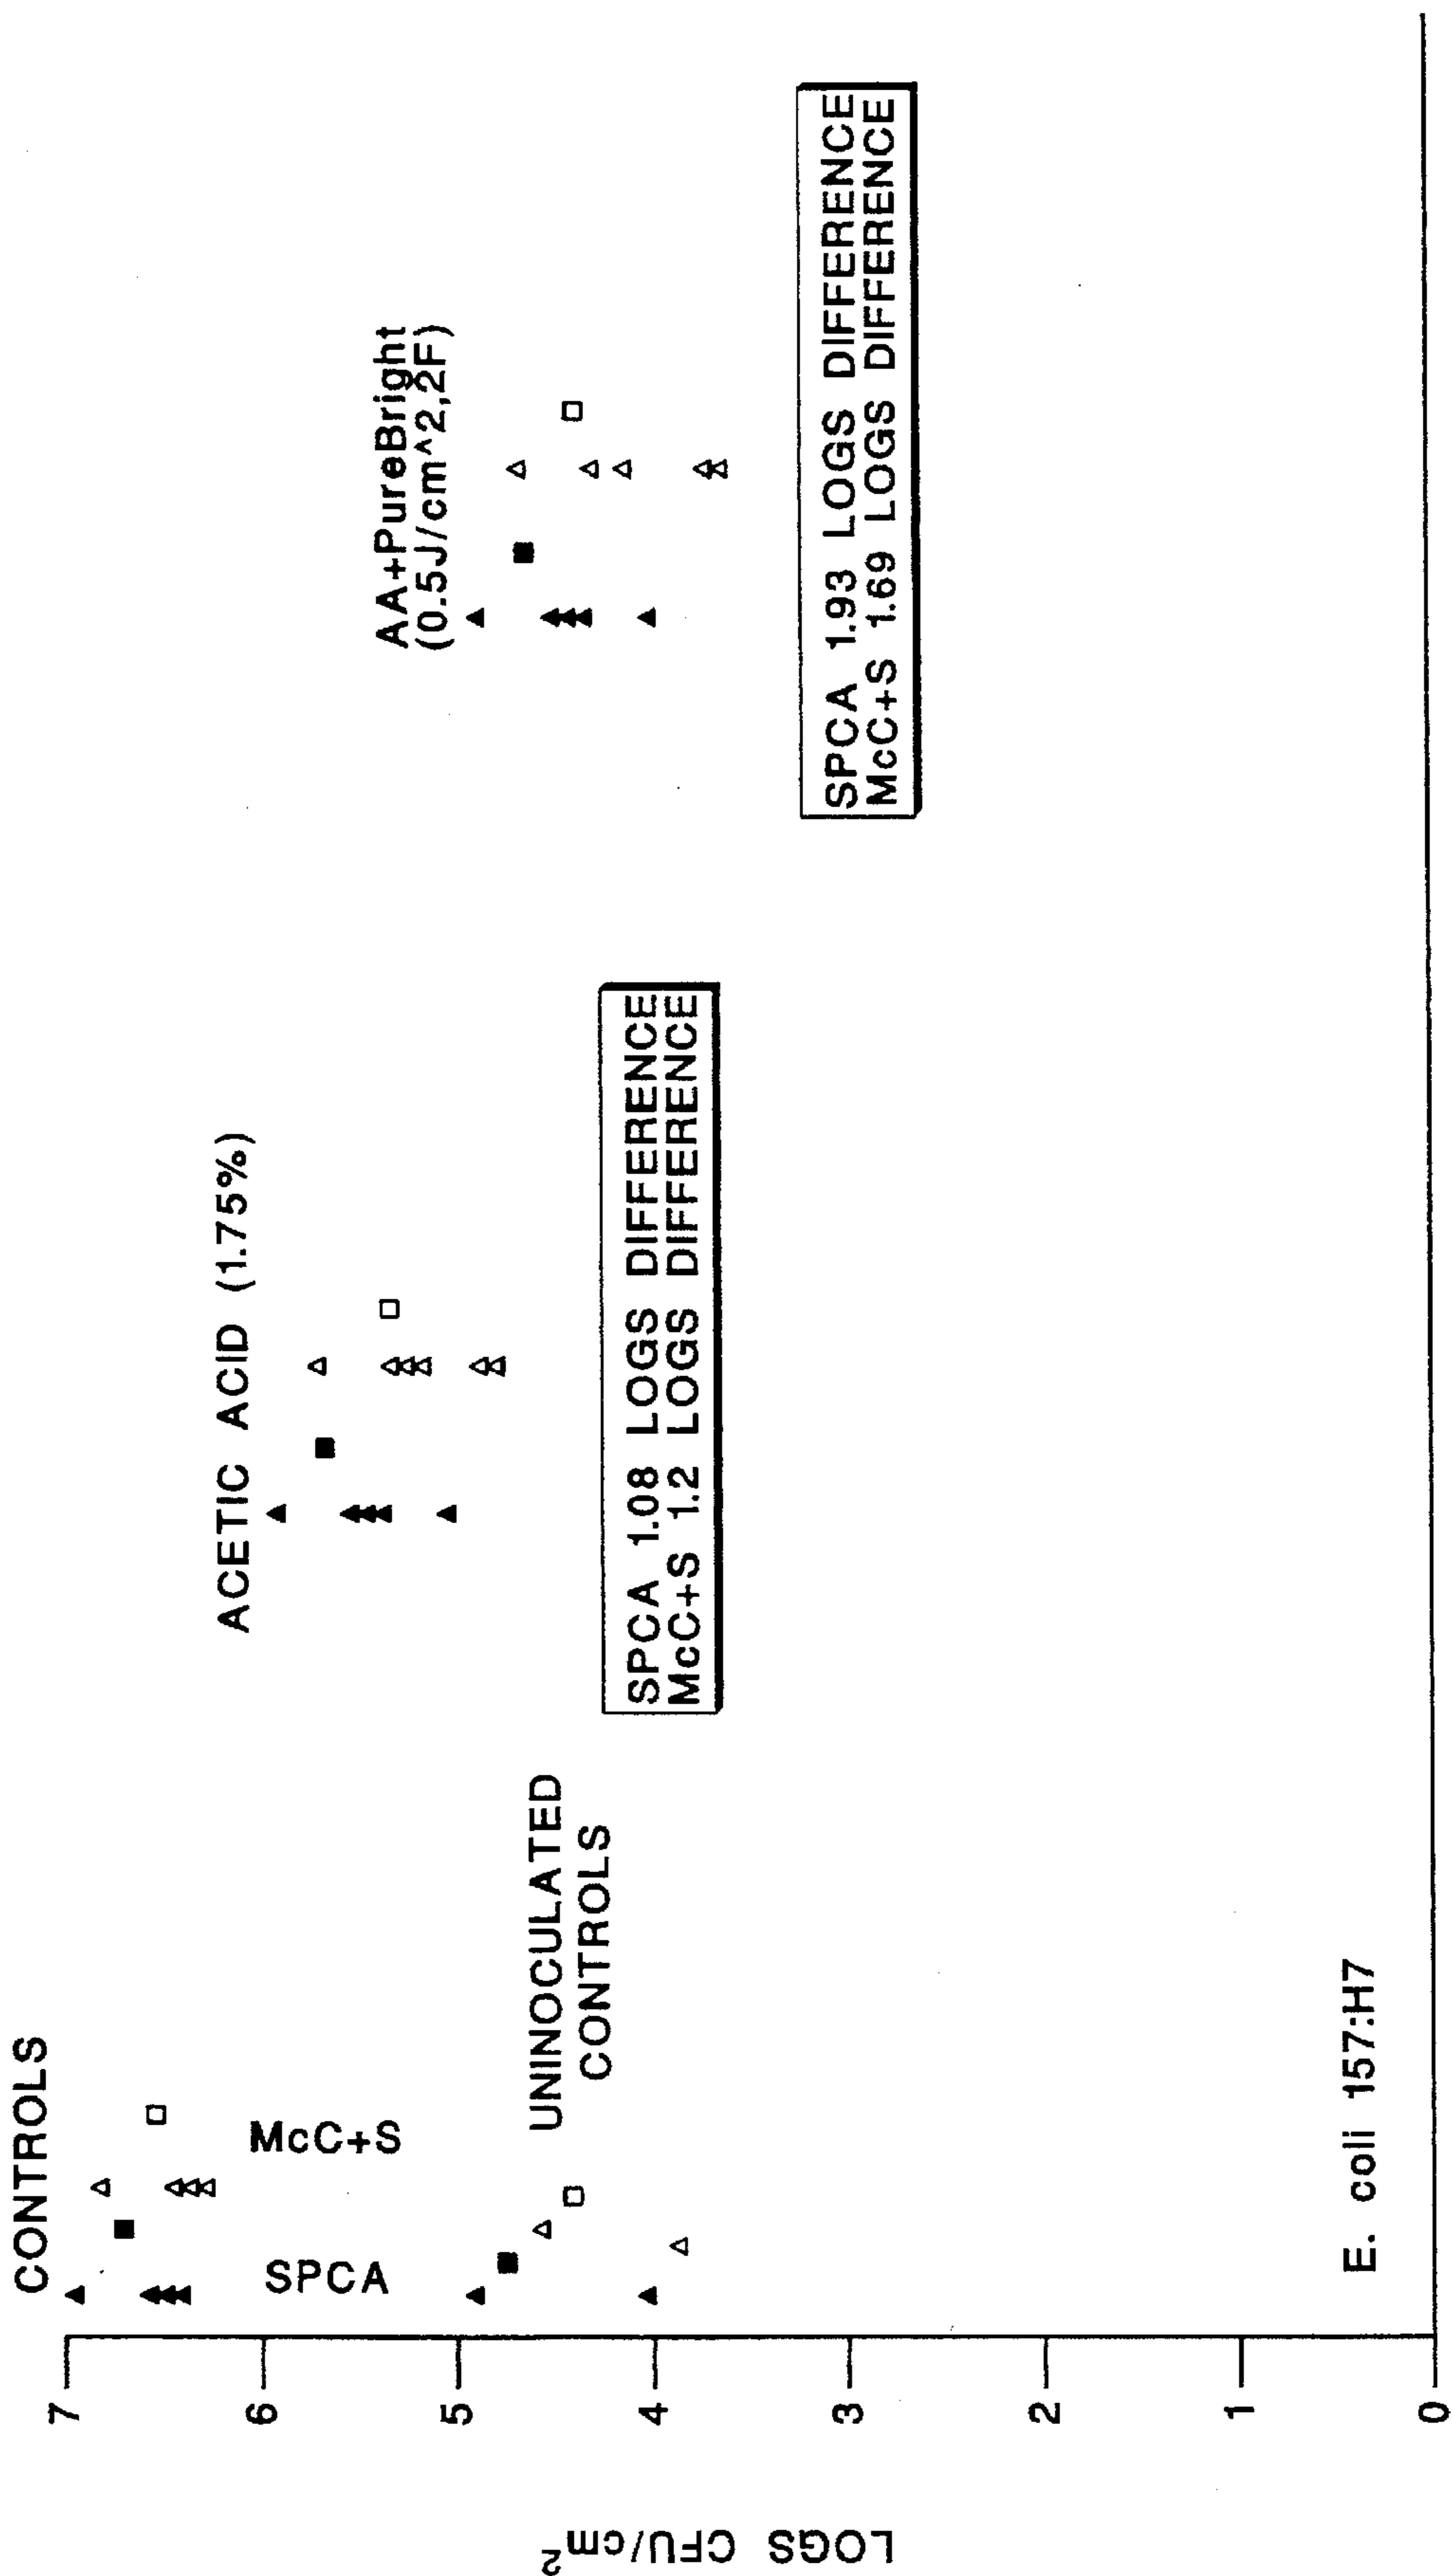 CONTROLS
McC+S
SPCA
UNINOCULATED
CONTROLS
ACETIC ACID (1.75%)
SPCA 1.08 LOGS DIFFERENCE
McC+S 1.2 LOGS DIFFERENCE
AA+PureBright
(0.5J/cm^2,2F)
SPCA 1.93 LOGS DIFFERENCE
McC+S 1.69 LOGS DIFFERENCE
E. coli 157:H7
7
6
5
4
3
2
1
0
LOGS CFU/cm²